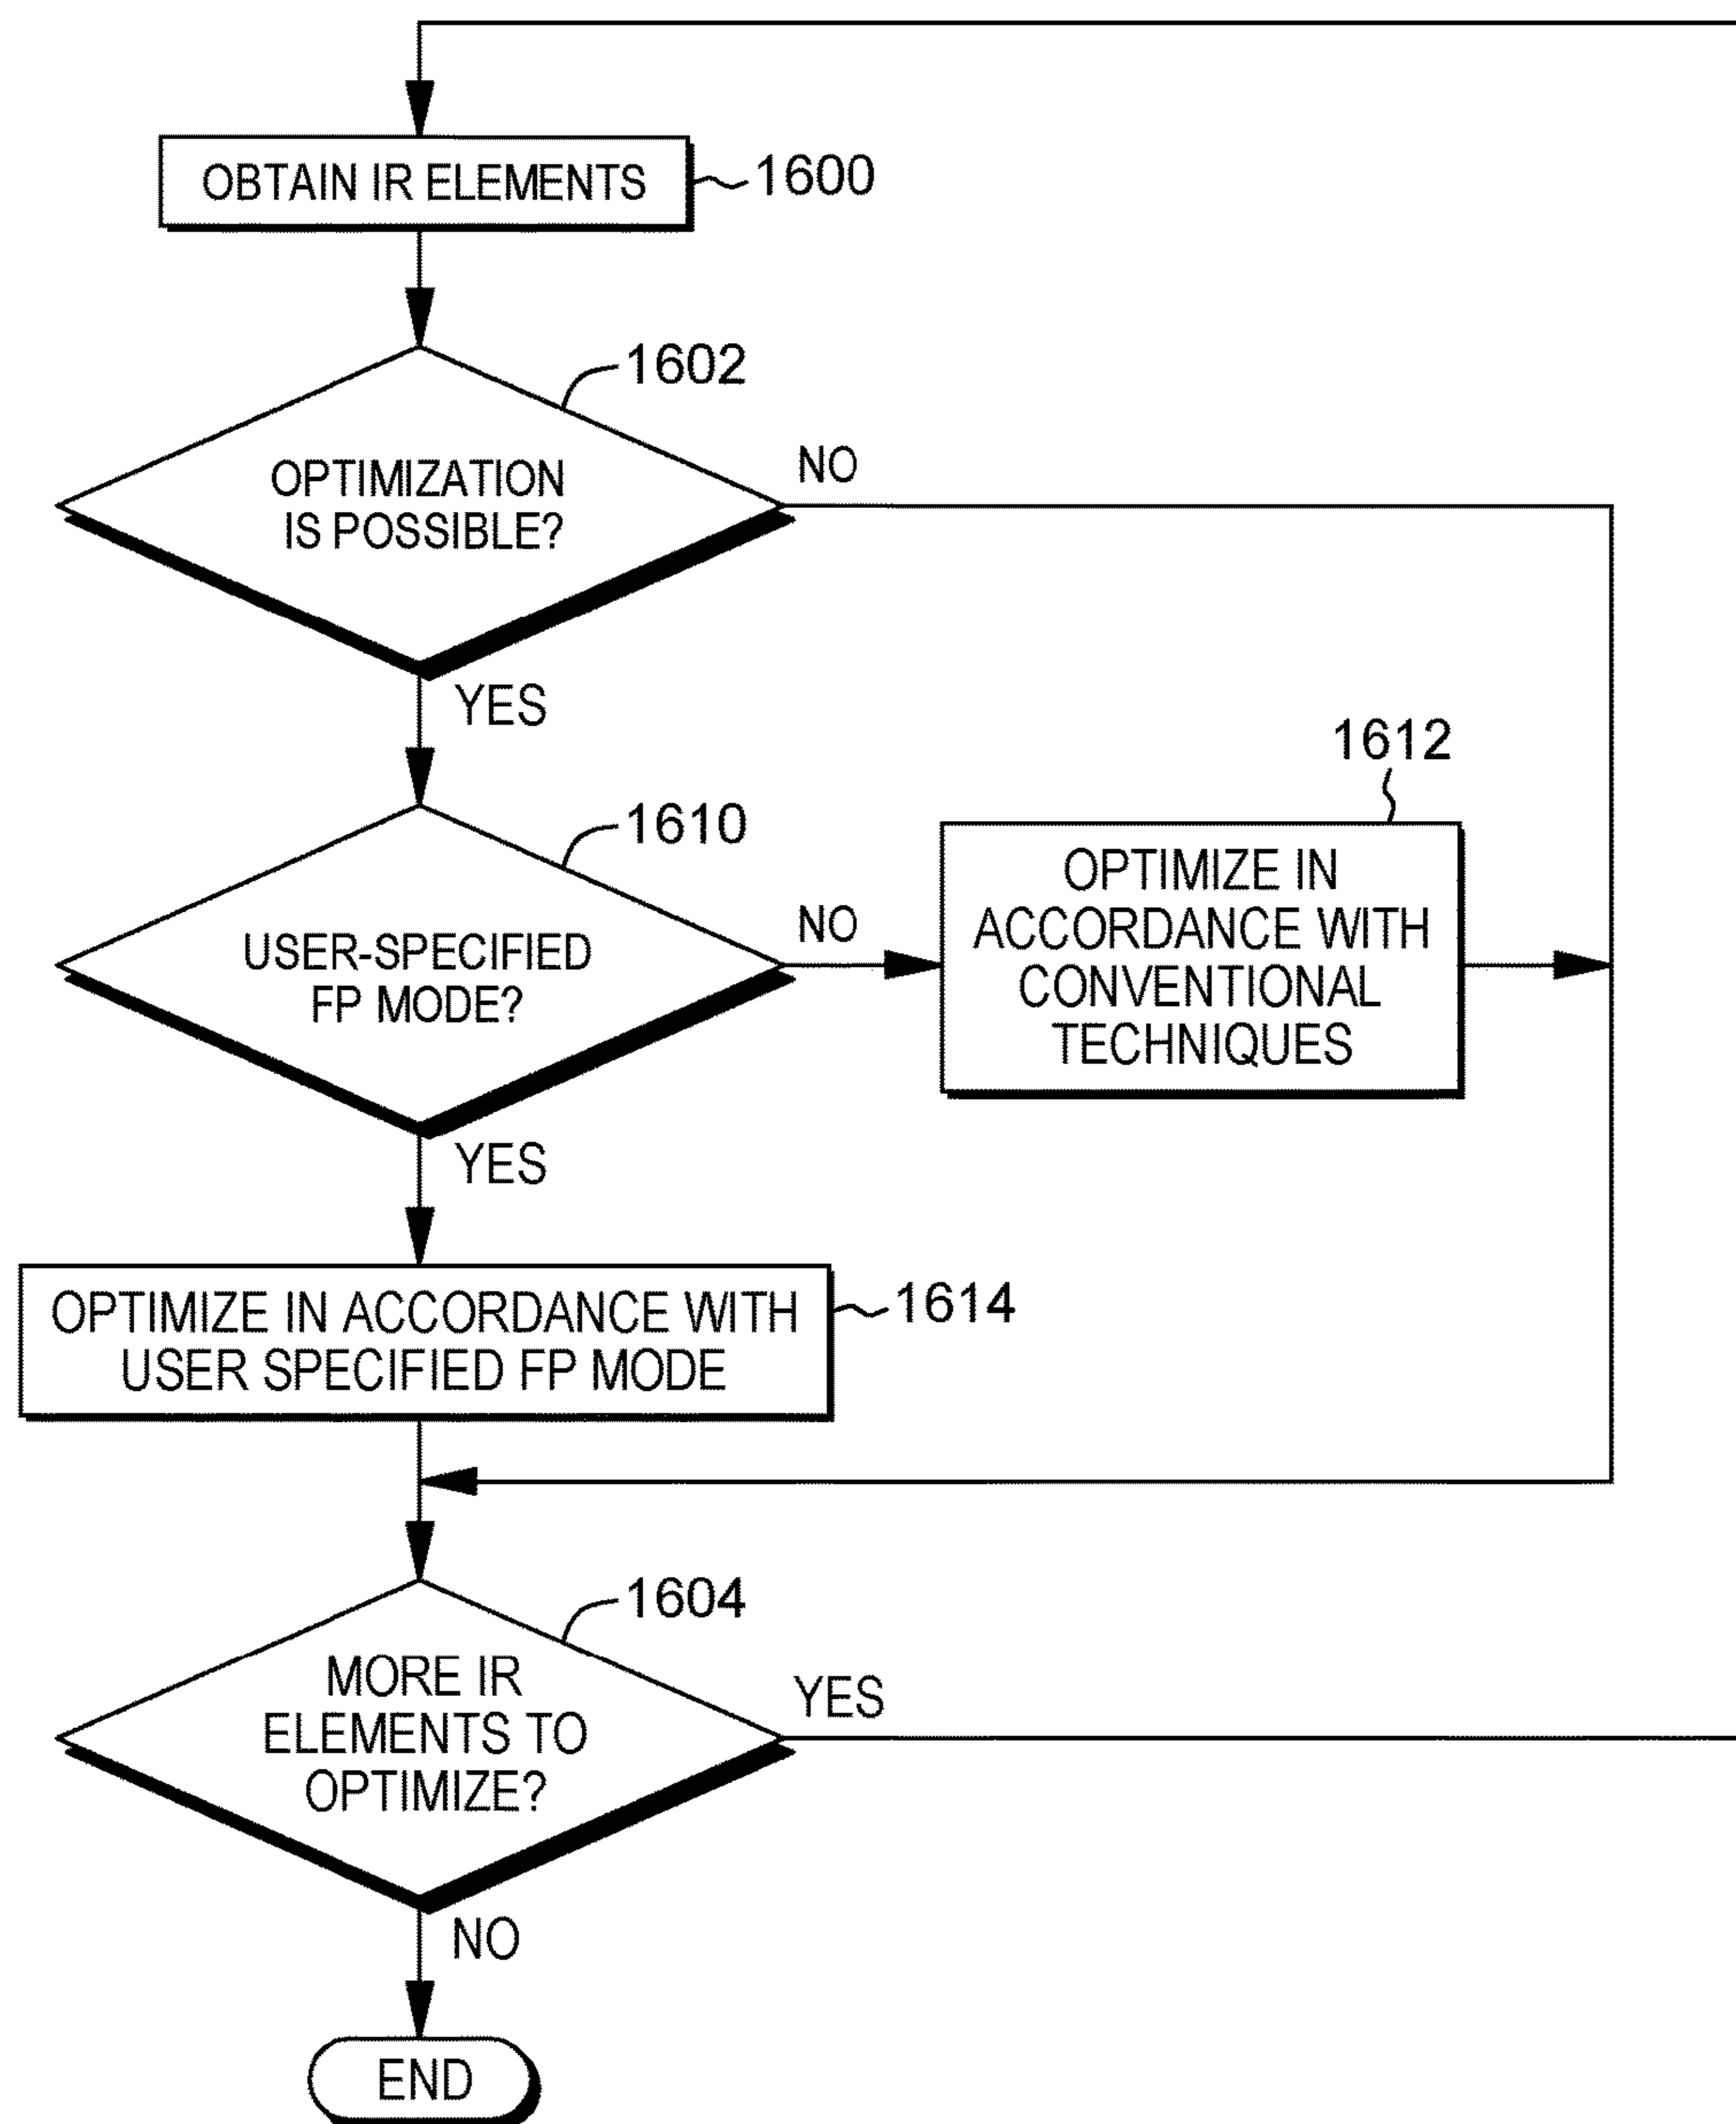 OBTAIN IR ELEMENTS
1600
1602
OPTIMIZATION
IS POSSIBLE?
NO
YES
1610
USER-SPECIFIED
FP MODE?
NO
1612
OPTIMIZE IN
ACCORDANCE WITH
CONVENTIONAL
TECHNIQUES
YES
OPTIMIZE IN ACCORDANCE WITH
USER SPECIFIED FP MODE
1614
1604
MORE IR
ELEMENTS TO
OPTIMIZE?
YES
NO
END